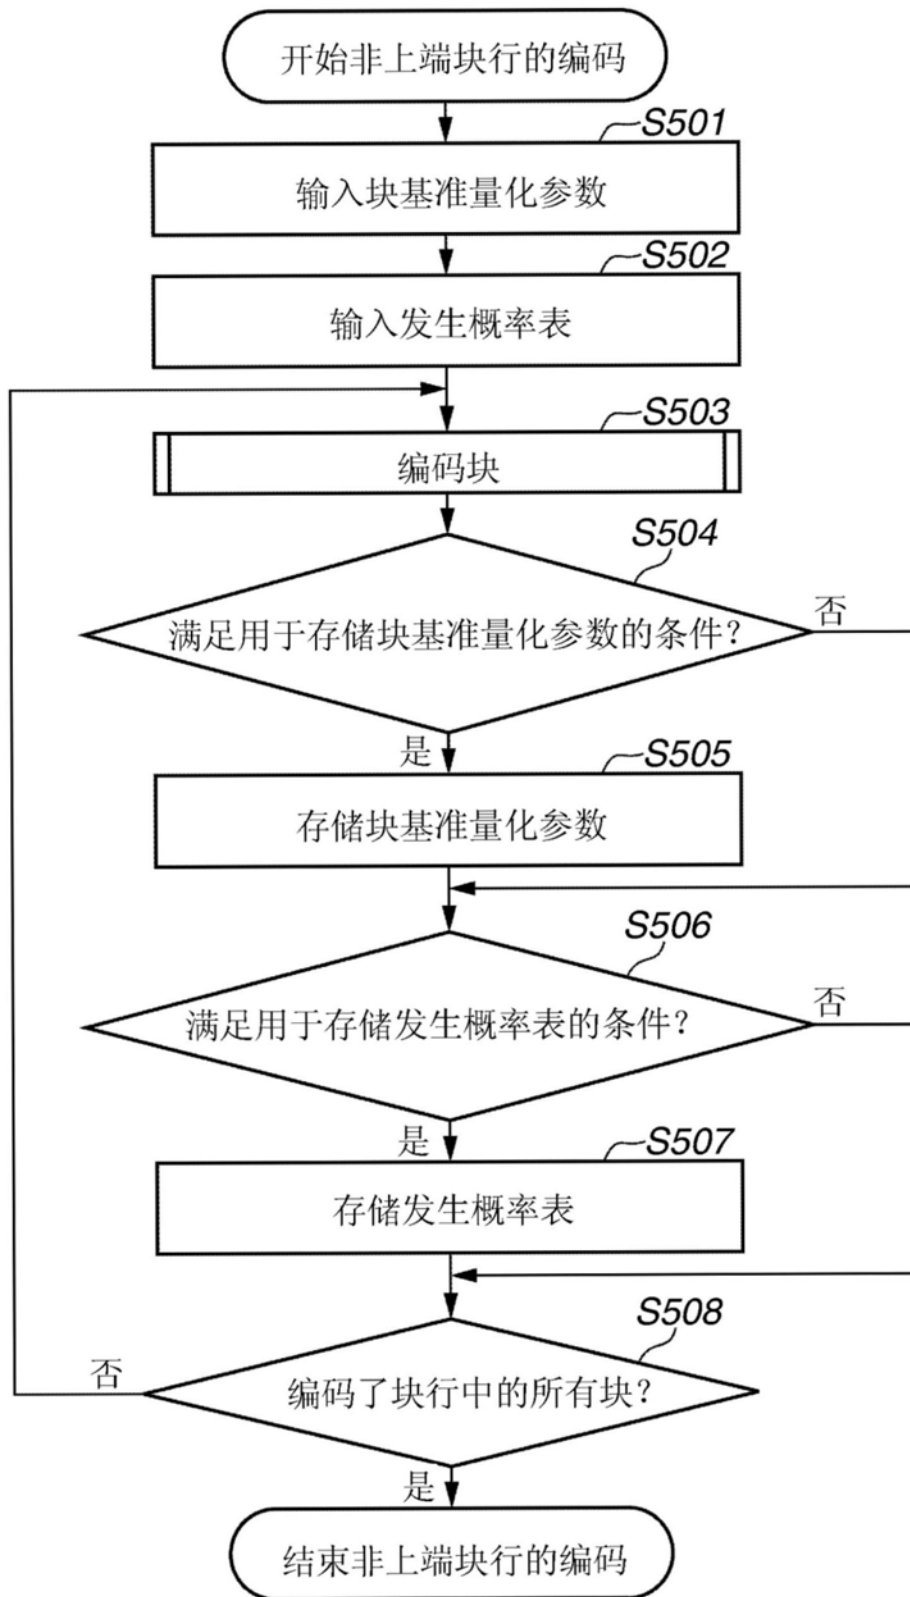 开始非上端块行的编码
S501
输入块基准量化参数
S502
输入发生概率表
S503
编码块
S504
满足用于存储块基准量化参数的条件?
否
是
S505
存储块基准量化参数
S506
满足用于存储发生概率表的条件?
否
是
S507
存储发生概率表
S508
否
编码了块行中的所有块?
是
结束非上端块行的编码